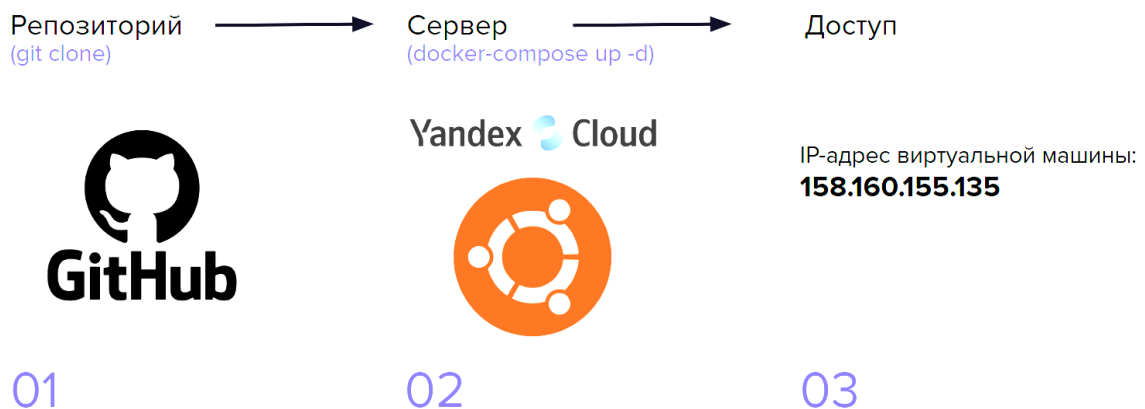 Репозиторий
(git clone)
Сервер
(docker-compose up -d)
Доступ
Yandex Cloud
IP-адрес виртуальной машины:
158.160.155.135
GitHub
01
02
03